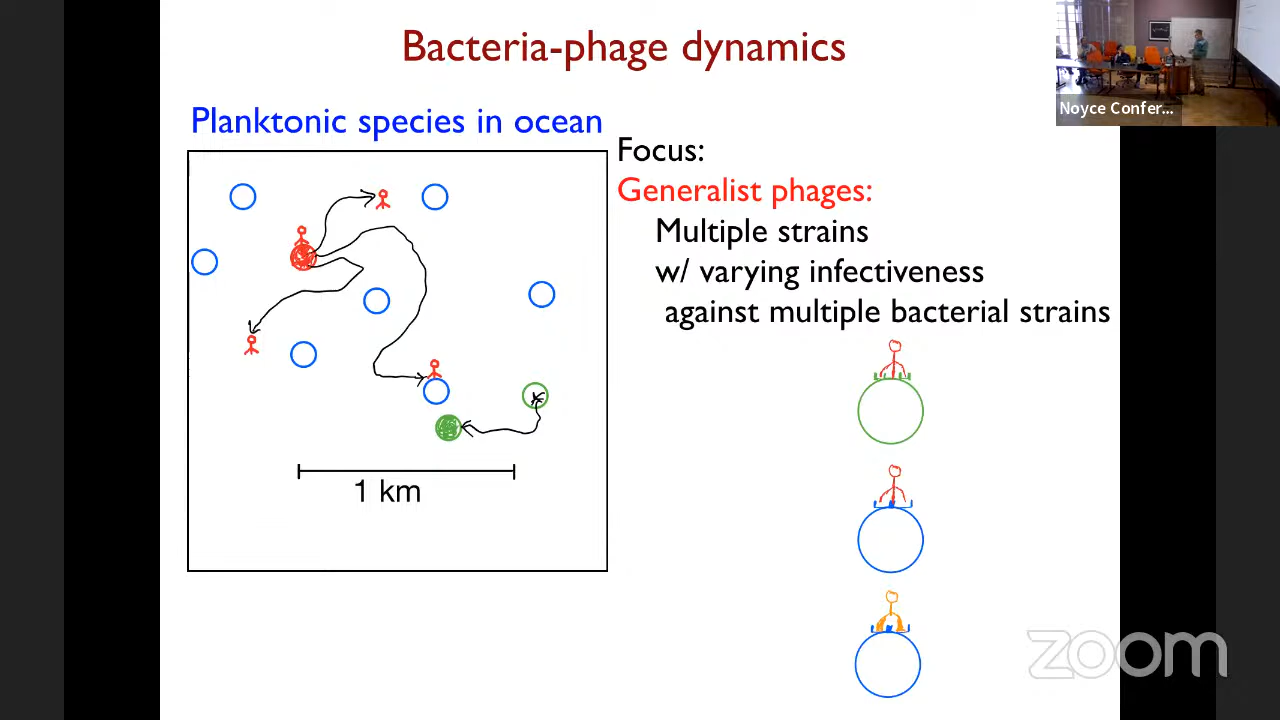 Bacteria-phage dynamics
Noyce Confer...
Planktonic species in ocean
Focus:
Generalist phages:
Multiple strains
w/ varying infectiveness
against multiple bacterial strains
1 km
zoom